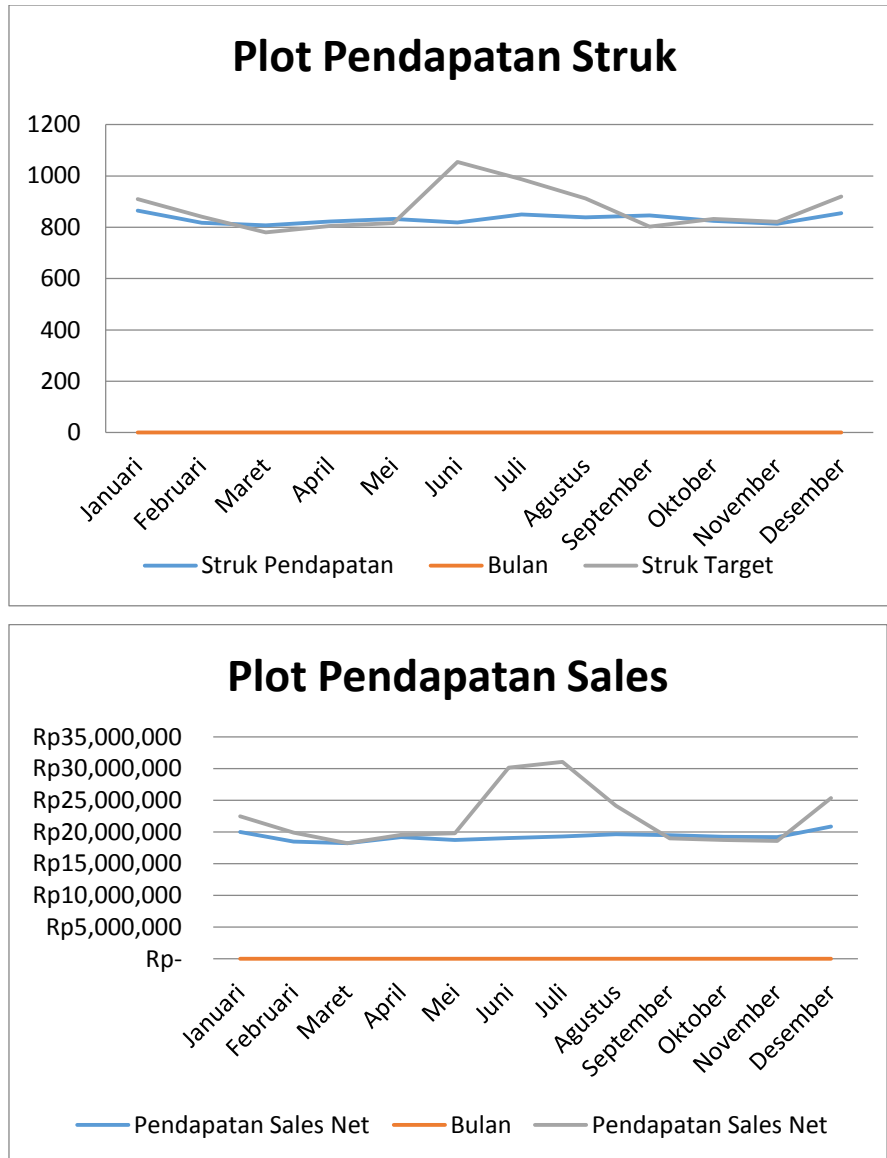 Plot Pendapatan Struk
1200
1000
800
600
400
200
0
Januari
Februari
Maret
April
Mei
Juni
Juli
Agustus
September
Oktober
November
Desember
Struk Pendapatan Bulan Struk Target
Plot Pendapatan Sales
Rp35,000,000
Rp30,000,000
Rp25,000,000
Rp20,000,000
Rp15,000,000
Rp10,000,000
Rp5,000,000
Rp-
Januari
Februari
Maret
April
Mei
Juni
Juli
Agustus
September
Oktober
November
Desember
Pendapatan Sales Net Bulan Pendapatan Sales Net